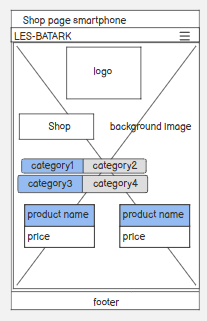 Shop page smartphone
LES-BATARK
logo
Shop
background image
category1 category2
category3 category4
product name product name
price price
footer